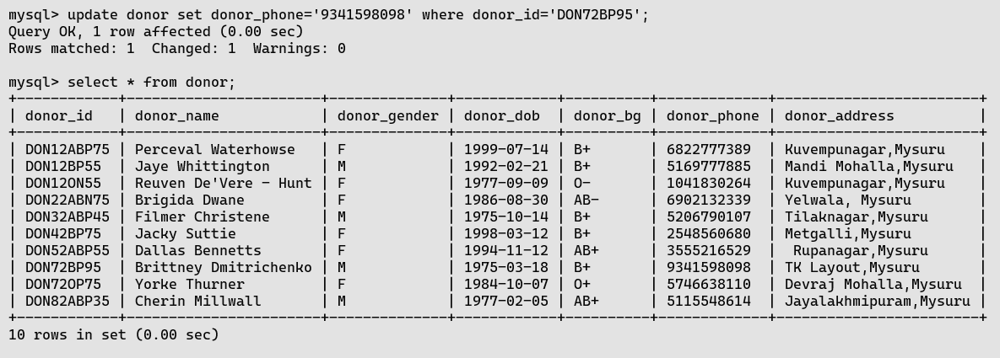 mysql> update donor set donor_phone='9341598098' where donor_id='DON72BP95';
Query OK, 1 row affected (0.00 sec)
Rows matched: 1  Changed: 1  Warnings: 0

mysql> select * from donor;
+------------+-----------------------+--------------+------------+----------+-------------+------------------------+
| donor_id   | donor_name            | donor_gender | donor_dob  | donor_bg | donor_phone | donor_address          |
+------------+-----------------------+--------------+------------+----------+-------------+------------------------+
| DON12ABP75 | Perceval Waterhowse   | F            | 1999-07-14 | B+       | 6822777389  | Kuvempunagar,Mysuru    |
| DON12BP55  | Jaye Whittington      | M            | 1992-02-21 | B+       | 5169777885  | Mandi Mohalla,Mysuru   |
| DON12ON55  | Reuven De'Vere - Hunt | F            | 1977-09-09 | O-       | 1041830264  | Kuvempunagar,Mysuru    |
| DON22ABN75 | Brigida Dwane         | F            | 1986-08-30 | AB-      | 6902132339  | Yelwala, Mysuru        |
| DON32ABP45 | Filmer Christene      | M            | 1975-10-14 | B+       | 5206790107  | Tilaknagar,Mysuru      |
| DON42BP75  | Jacky Suttie          | F            | 1998-03-12 | B+       | 2548560680  | Metgalli,Mysuru        |
| DON52ABP55 | Dallas Bennetts       | F            | 1994-11-12 | AB+      | 3555216529  |  Rupanagar,Mysuru      |
| DON72BP95  | Brittney Dmitrichenko | M            | 1975-03-18 | B+       | 9341598098  | TK Layout,Mysuru       |
| DON72OP75  | Yorke Thurner         | F            | 1984-10-07 | O+       | 5746638110  | Devraj Mohalla,Mysuru  |
| DON82ABP35 | Cherin Millwall       | M            | 1977-02-05 | AB+      | 5115548614  | Jayalakhmipuram,Mysuru |
+------------+-----------------------+--------------+------------+----------+-------------+------------------------+
10 rows in set (0.00 sec)